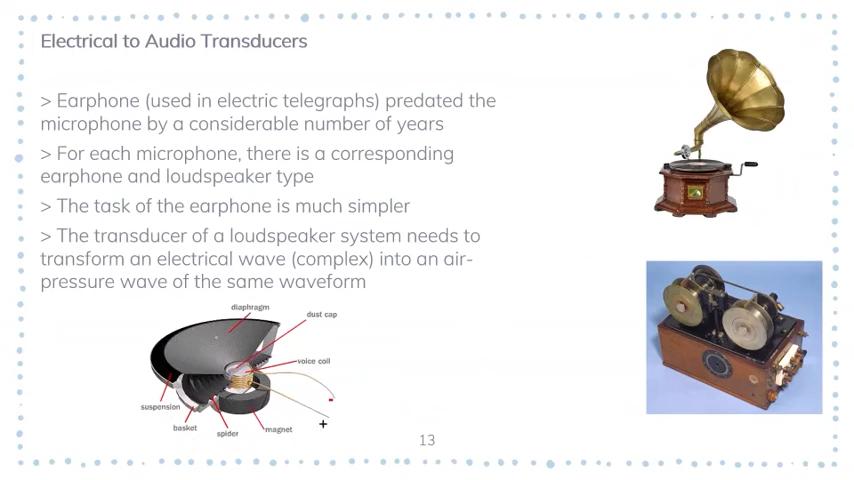 Electrical to Audio Transducers
> Earphone (used in electric telegraphs) predated the
microphone by a considerable number of years
> For each microphone, there is a corresponding
earphone and loudspeaker type
> The task of the earphone is much simpler
> The transducer of a loudspeaker system needs to
transform an electrical wave (complex) into an air-
pressure wave of the same waveform
diaphragm
dust cap
voice coil
suspension
basket
spider
magnet
-
+
13